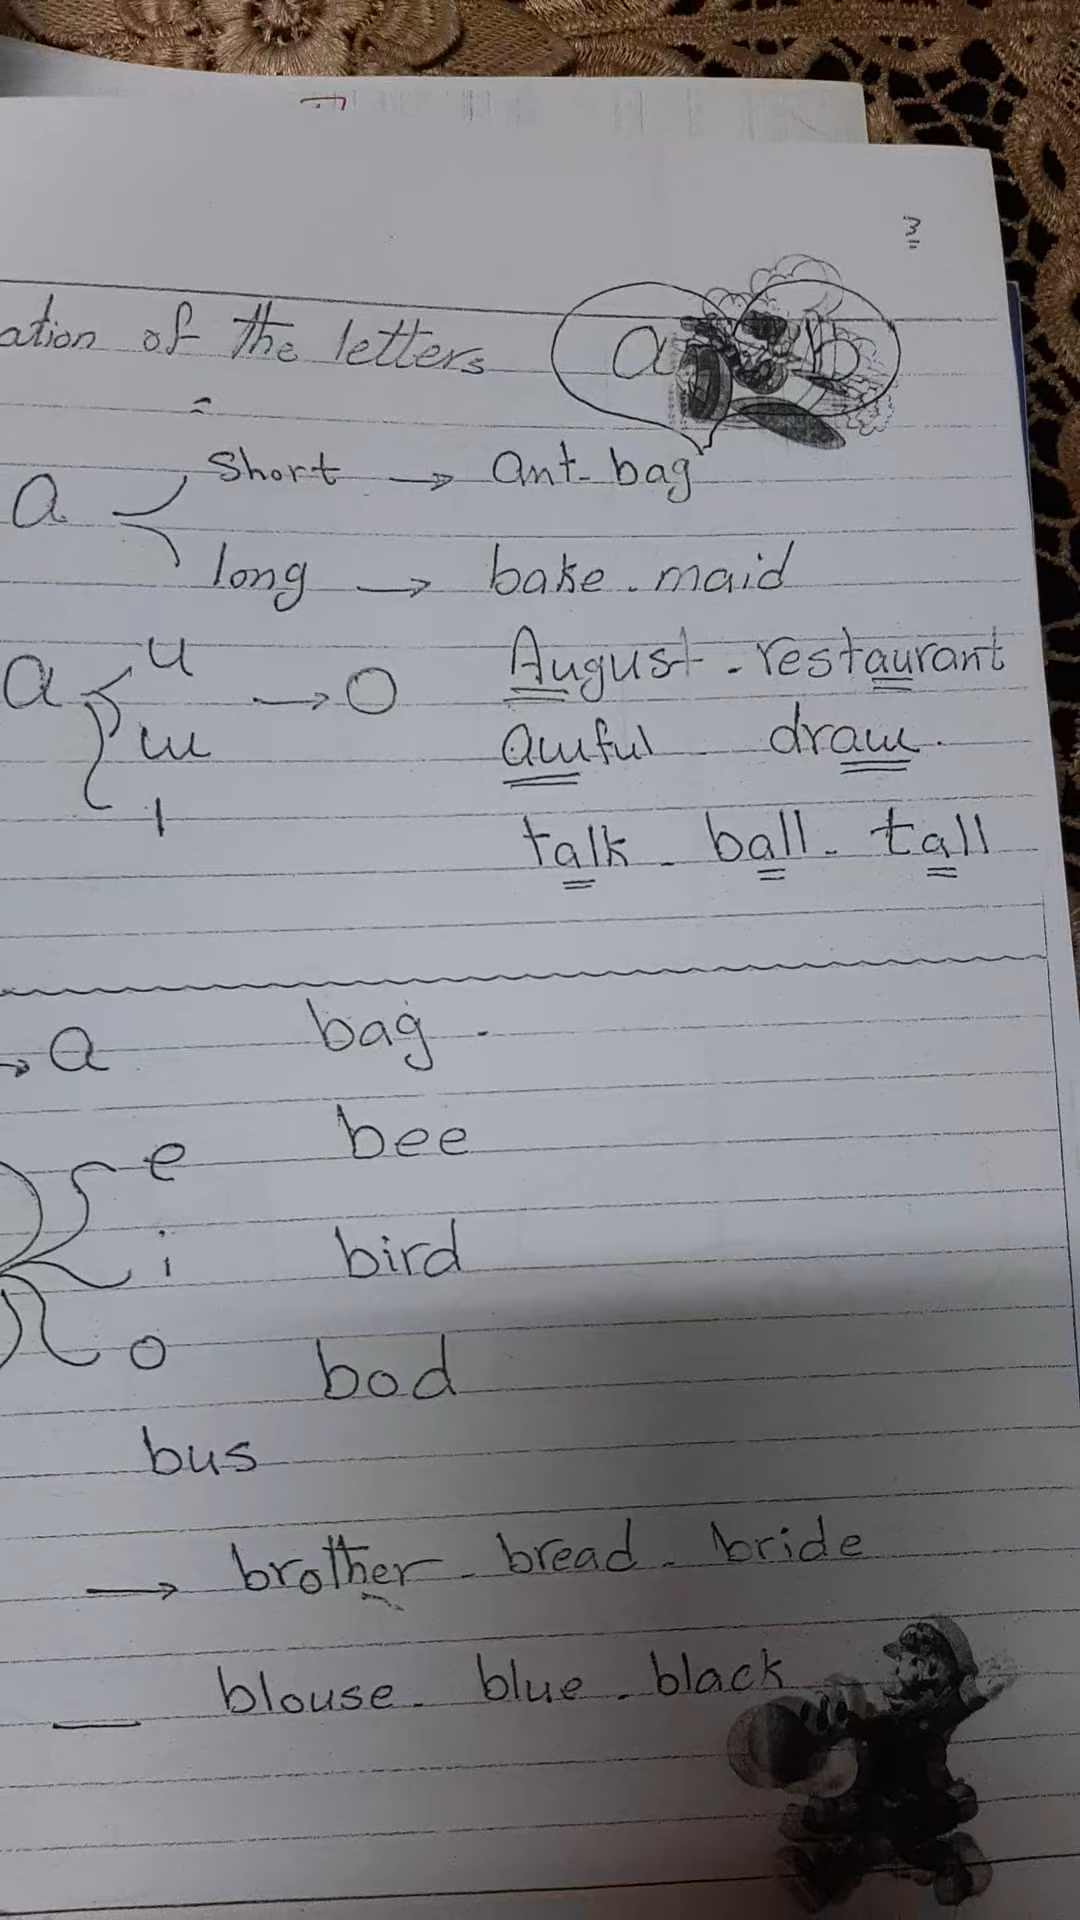 3
ation of the letters a b
a short → ant - bag
long → bake . maid
a u → o August - restaurant
w awful draw .
l talk - ball - tall
→ a bag .
e bee
i bird
o bod
bus
→ brother - bread - bride
blouse - blue - black